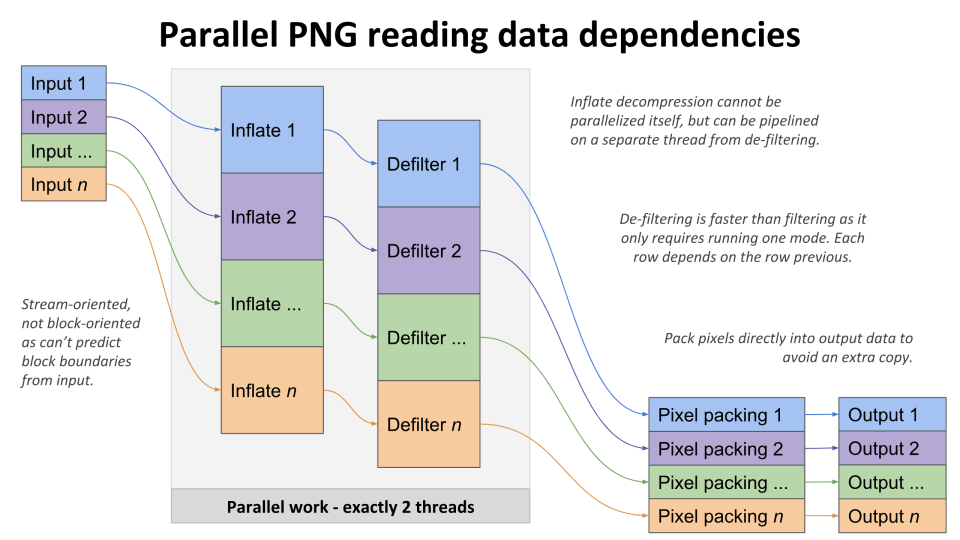 Parallel PNG reading data dependencies
Input 1
Input 2
Input ...
Input n
Stream-oriented,
not block-oriented
as can't predict
block boundaries
from input.
Inflate 1
Inflate 2
Inflate ...
Inflate n
Defilter 1
Defilter 2
Defilter ...
Defilter n
Parallel work - exactly 2 threads
Inflate decompression cannot be
parallelized itself, but can be pipelined
on a separate thread from de-filtering.
De-filtering is faster than filtering as it
only requires running one mode. Each
row depends on the row previous.
Pack pixels directly into output data to
avoid an extra copy.
Pixel packing 1
Pixel packing 2
Pixel packing ...
Pixel packing n
Output 1
Output 2
Output ...
Output n